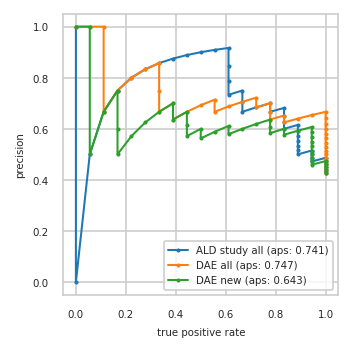 1.0
0.8
0.6
0.4
0.2
0.0
precision
ALD study all (aps: 0.741)
DAE all (aps: 0.747)
DAE new (aps: 0.643)
0.0 0.2 0.4 0.6 0.8 1.0
true positive rate